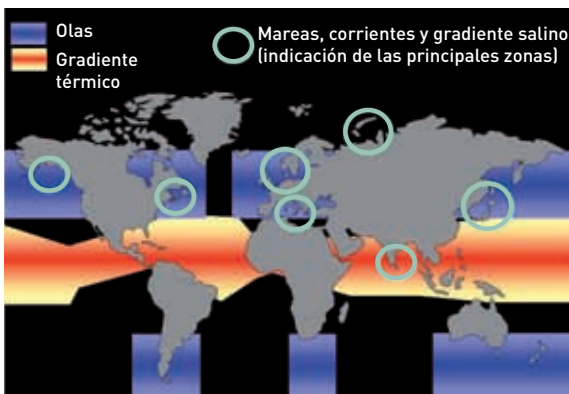 Olas
Gradiente
térmico
Mareas, corrientes y gradiente salino
(indicación de las principales zonas)